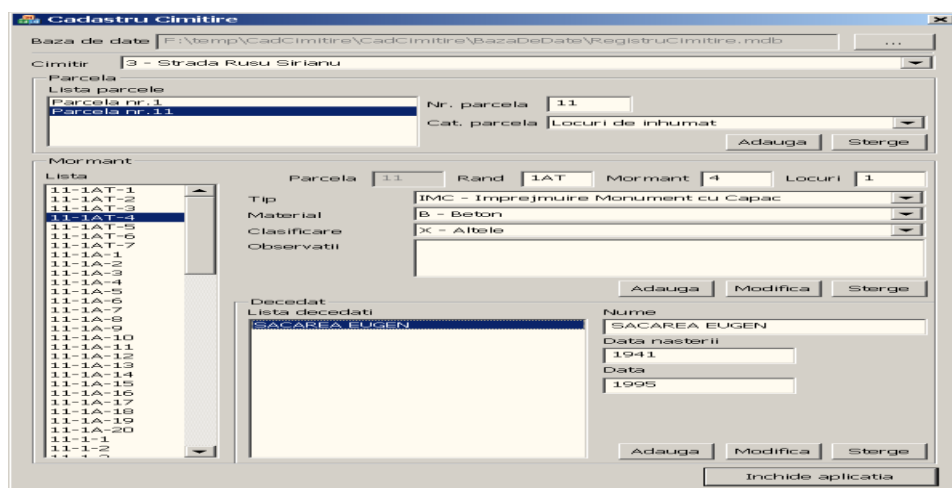 Cadastru Cimitire
Baza de date F:\temp\CadCimitire\CadCimitire\BazaDeDate\RegistruCimitire.mdb ...
Cimitir 3 - Strada Rusu Sirianu
Parcela
Lista parcele
Parcela nr.1
Parcela nr.11
Nr. parcela 11
Cat. parcela Locuri de inhumat
Adauga Sterge
Mormant
Lista
11-1AT-1
11-1AT-2
11-1AT-3
11-1AT-4
11-1AT-5
11-1AT-6
11-1AT-7
11-1A-1
11-1A-2
11-1A-3
11-1A-4
11-1A-5
11-1A-6
11-1A-7
11-1A-8
11-1A-9
11-1A-10
11-1A-11
11-1A-12
11-1A-13
11-1A-14
11-1A-15
11-1A-16
11-1A-17
11-1A-18
11-1A-19
11-1A-20
11-1-1
11-1-2
Parcela 11 Rand 1AT Mormant 4 Locuri 1
Tip IMC - Imprejmuire Monument cu Capac
Material B - Beton
Clasificare X - Altele
Observatii
Adauga Modifica Sterge
Decedat
Lista decedati
SACAREA EUGEN
Nume
SACAREA EUGEN
Data nasterii
1941
Data
1995
Adauga Modifica Sterge
Inchide aplicatia